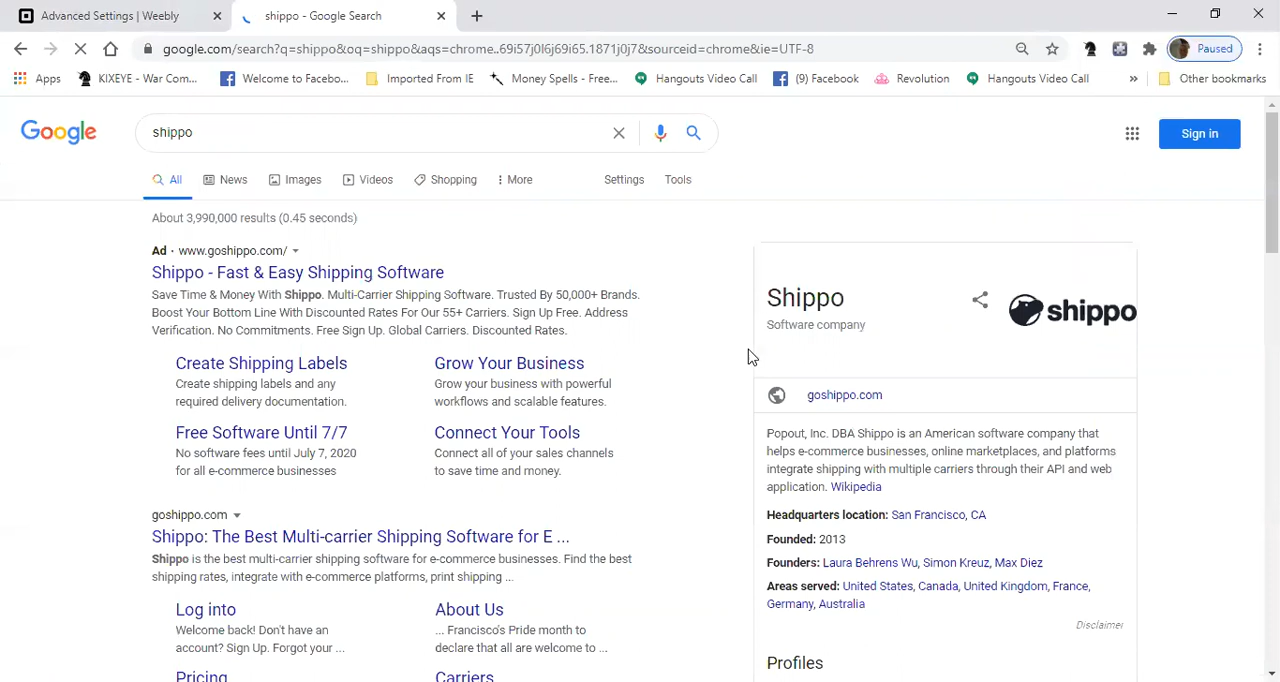 Advanced Settings | Weebly
shippo - Google Search
google.com/search?q=shippo&oq=shippo&aqs=chrome..69i57j0l6j69i65.1871j0j7&sourceid=chrome&ie=UTF-8
Paused
Apps
KIXEYE - War Com...
Welcome to Facebo...
Imported From IE
Money Spells - Free...
Hangouts Video Call
(9) Facebook
Revolution
Hangouts Video Call
»
Other bookmarks
Google
shippo
Sign in
All
News
Images
Videos
Shopping
More
Settings
Tools
About 3,990,000 results (0.45 seconds)
Ad · www.goshippo.com/
Shippo - Fast & Easy Shipping Software
Save Time & Money With Shippo. Multi-Carrier Shipping Software. Trusted By 50,000+ Brands.
Boost Your Bottom Line With Discounted Rates For Our 55+ Carriers. Sign Up Free. Address
Verification. No Commitments. Free Sign Up. Global Carriers. Discounted Rates.
Create Shipping Labels
Create shipping labels and any
required delivery documentation.
Grow Your Business
Grow your business with powerful
workflows and scalable features.
Free Software Until 7/7
No software fees until July 7, 2020
for all e-commerce businesses
Connect Your Tools
Connect all of your sales channels
to save time and money.
goshippo.com
Shippo: The Best Multi-carrier Shipping Software for E ...
Shippo is the best multi-carrier shipping software for e-commerce businesses. Find the best
shipping rates, integrate with e-commerce platforms, print shipping ...
Log into
Welcome back! Don't have an
account? Sign Up. Forgot your ...
About Us
... Francisco's Pride month to
declare that all are welcome to ...
Pricing
Carriers
Shippo
Software company
shippo
goshippo.com
Popout, Inc. DBA Shippo is an American software company that
helps e-commerce businesses, online marketplaces, and platforms
integrate shipping with multiple carriers through their API and web
application. Wikipedia
Headquarters location: San Francisco, CA
Founded: 2013
Founders: Laura Behrens Wu, Simon Kreuz, Max Diez
Areas served: United States, Canada, United Kingdom, France,
Germany, Australia
Disclaimer
Profiles